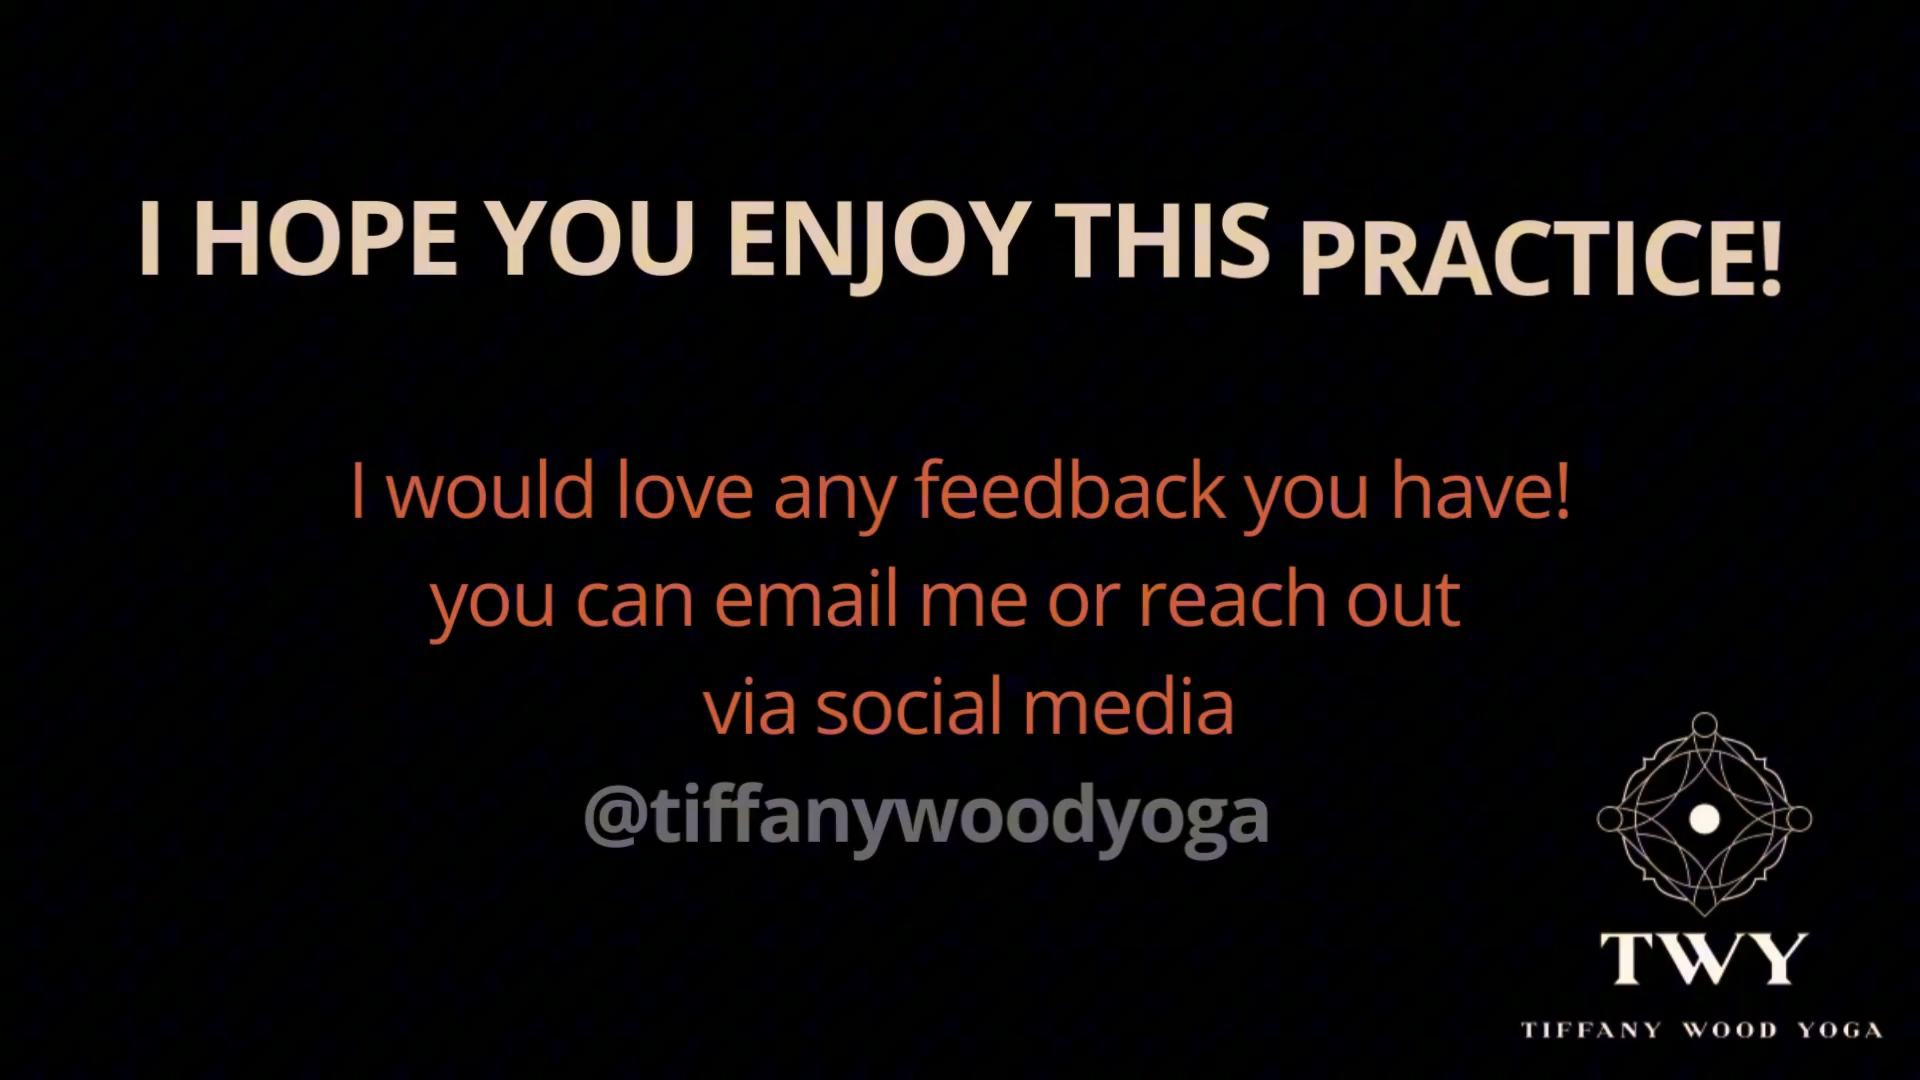 I HOPE YOU ENJOY THIS PRACTICE!
I would love any feedback you have!
you can email me or reach out
via social media
@tiffanywoodyoga
TWY
TIFFANY WOOD YOGA